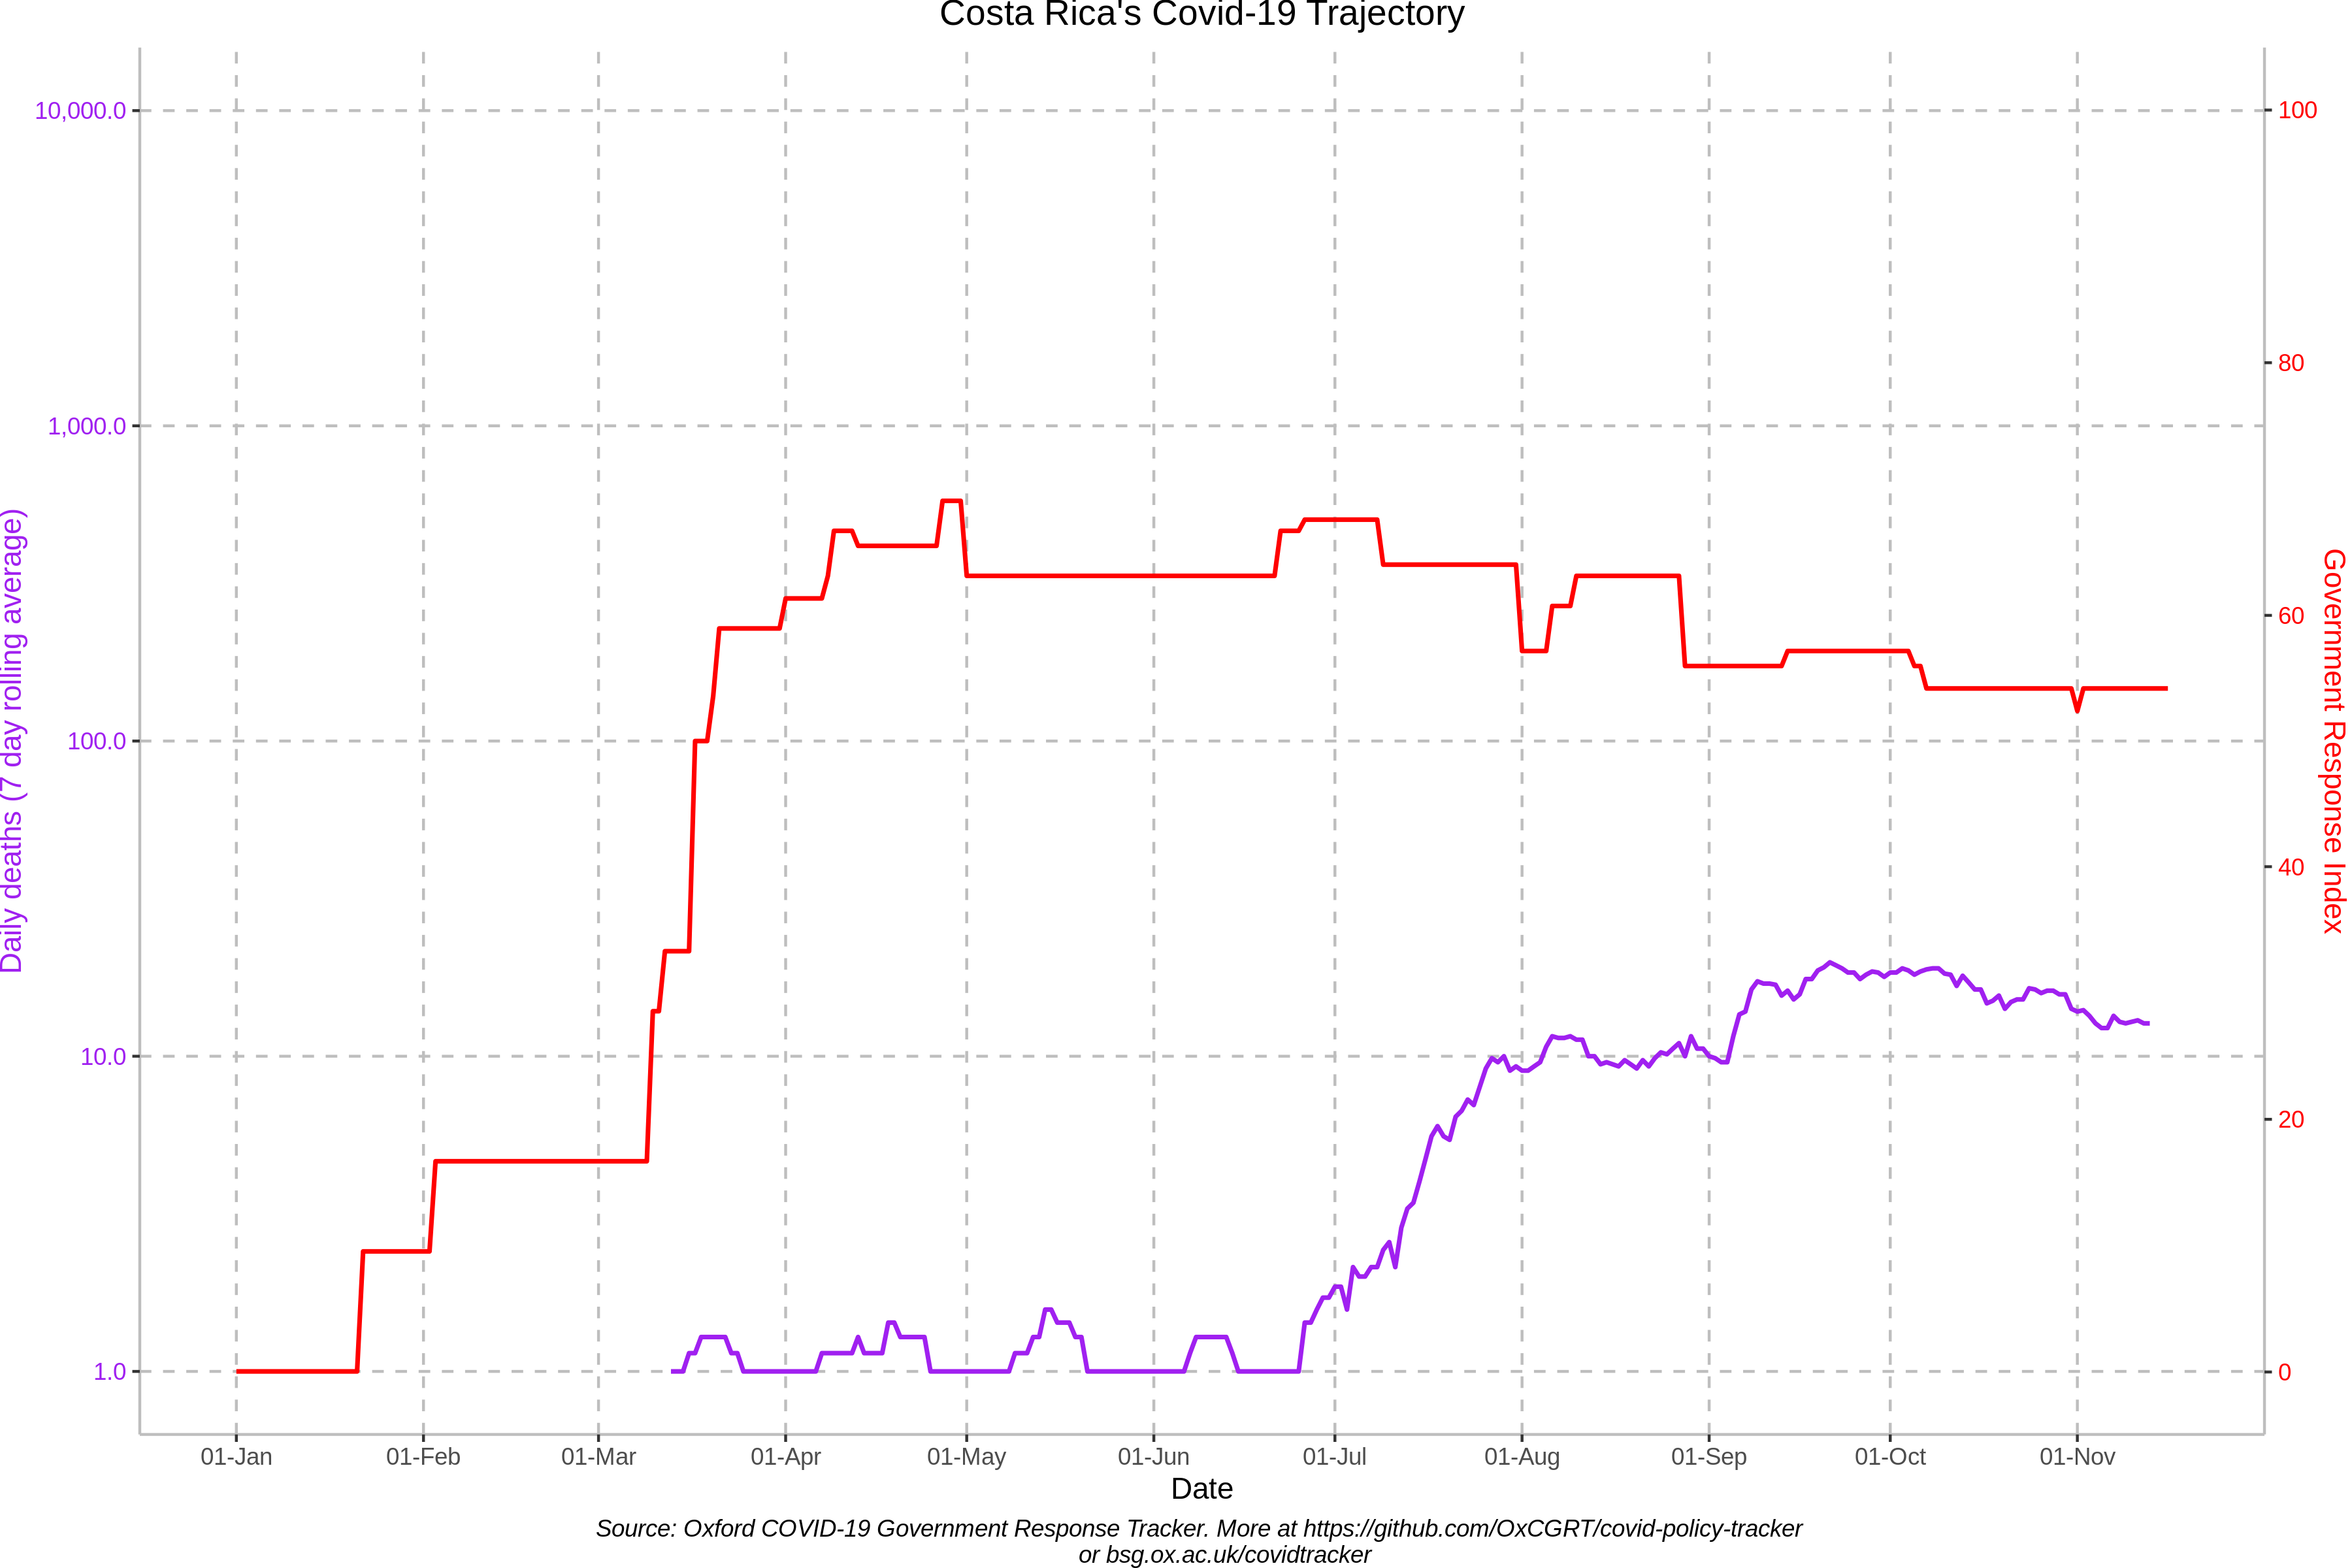 Costa Rica's Covid-19 Trajectory
Daily deaths (7 day rolling average)
10,000.0
1,000.0
100.0
10.0
1.0
100
80
60
40
20
0
Government Response Index
01-Jan
01-Feb
01-Mar
01-Apr
01-May
01-Jun
01-Jul
01-Aug
01-Sep
01-Oct
01-Nov
Date
Source: Oxford COVID-19 Government Response Tracker. More at https://github.com/OxCGRT/covid-policy-tracker
or bsg.ox.ac.uk/covidtracker